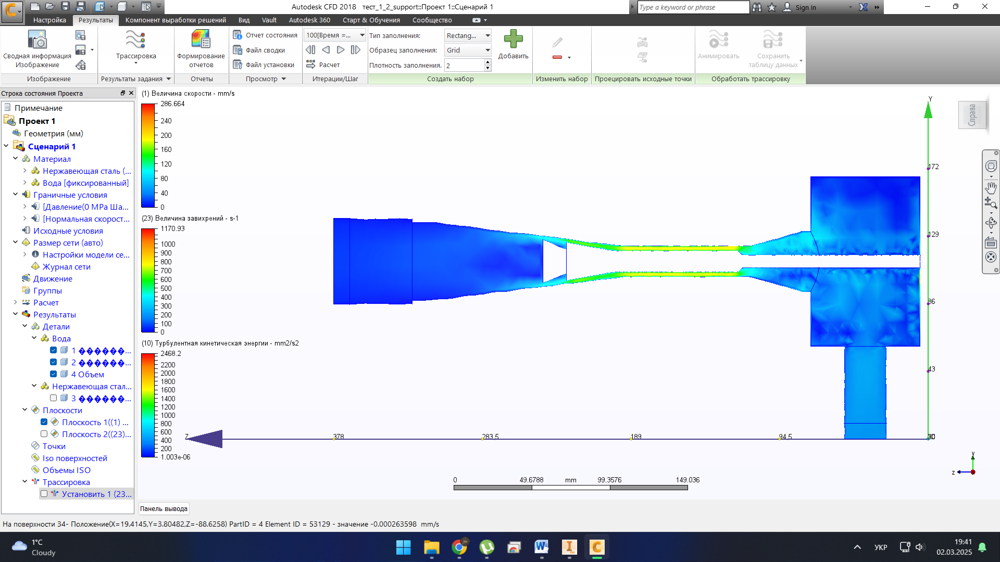 Autodesk CFD 2018 тест_1_2_support::Проект 1::Сценарий 1
Type a keyword or phrase
Sign In
Настройка Результаты Компонент выработки решений Вид Vault Autodesk 360 Старт & Обучения Сообщество
Сводная информация
Изображение
Изображение
Трассировка
Результаты задания
Формирование
отчетов
Отчеты
Отчет состояния
Файл сводки
Файл установки
Просмотр
100[Время =...
Расчет
Итерации/Шаг
Тип заполнения: Rectang...
Образец заполнения: Grid
Плотность заполнения. 2
Добавить
Создать набор
Изменить набор
Проецировать исходные точки
Анимировать
Сохранить
таблицу данных
Обработать трассировку
Строка состояния Проекта
Примечание
Проект 1
Геометрия (мм)
Сценарий 1
Материал
Нержавеющая сталь (...
Вода [фиксированный]
Граничные условия
[Давление(0 MPa Ша...
[Нормальная скорост...
Исходные условия
Размер сети (авто)
Настройки модели се...
Журнал сети
Движение
Группы
Расчет
Результаты
Детали
Вода
1 ������...
2 ������...
4 Объем
Нержавеющая стал...
3 ������...
Плоскости
Плоскость 1((1) ...
Плоскость 2((23)...
Точки
Iso поверхностей
Объемы ISO
Трассировка
Установить 1 (23...
(1) Величина скорости - mm/s
286.664
240
200
160
120
80
40
0
(23) Величина завихрений - s-1
1170.93
1000
900
800
700
600
500
400
300
200
100
0
(10) Турбулентная кинетическая энергии - mm2/s2
2468.2
2200
2000
1800
1600
1400
1200
1000
800
600
400
200
1.003e-06
Y
172
129
86
43
Z
378
283,5
189
94,5
Справа
y
z
0 49.6788 mm 99.3576 149.036
Панель вывода
На поверхности 34- Положение(X=19.4145,Y=3.80482,Z=-88.6258) PartID = 4 Element ID = 53129 - значение -0.000263598 mm/s
1°C
Cloudy
УКР
19:41
02.03.2025